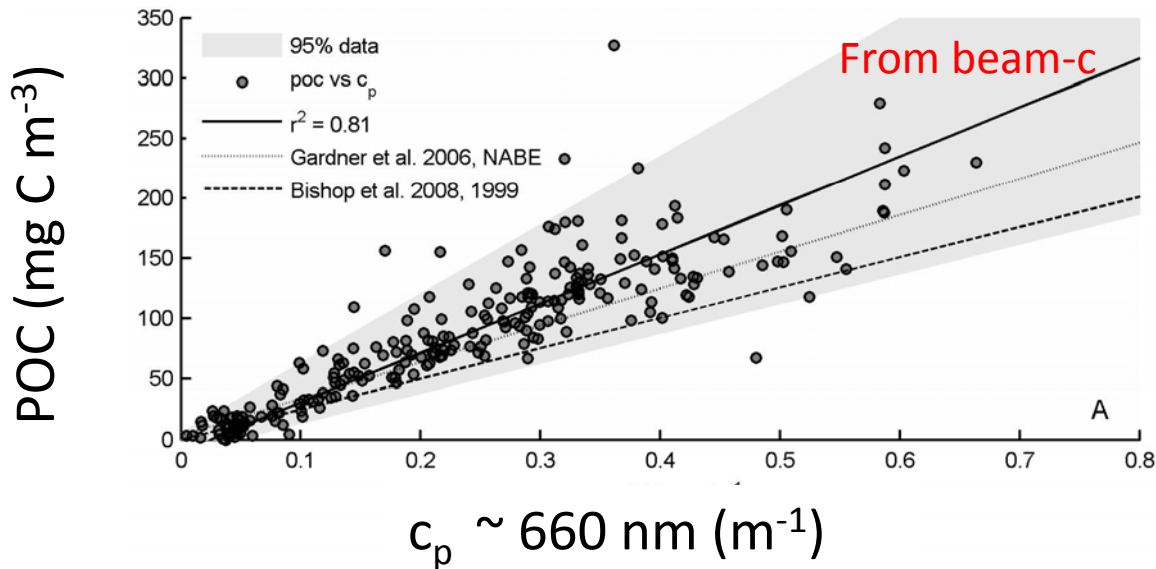 350
300
250
200
150
100
50
0
POC (mg C m-3)
95% data
poc vs cp
r2 = 0.81
Gardner et al. 2006, NABE
Bishop et al. 2008, 1999
From beam-c
A
0 0.1 0.2 0.3 0.4 0.5 0.6 0.7 0.8
cp ~ 660 nm (m-1)